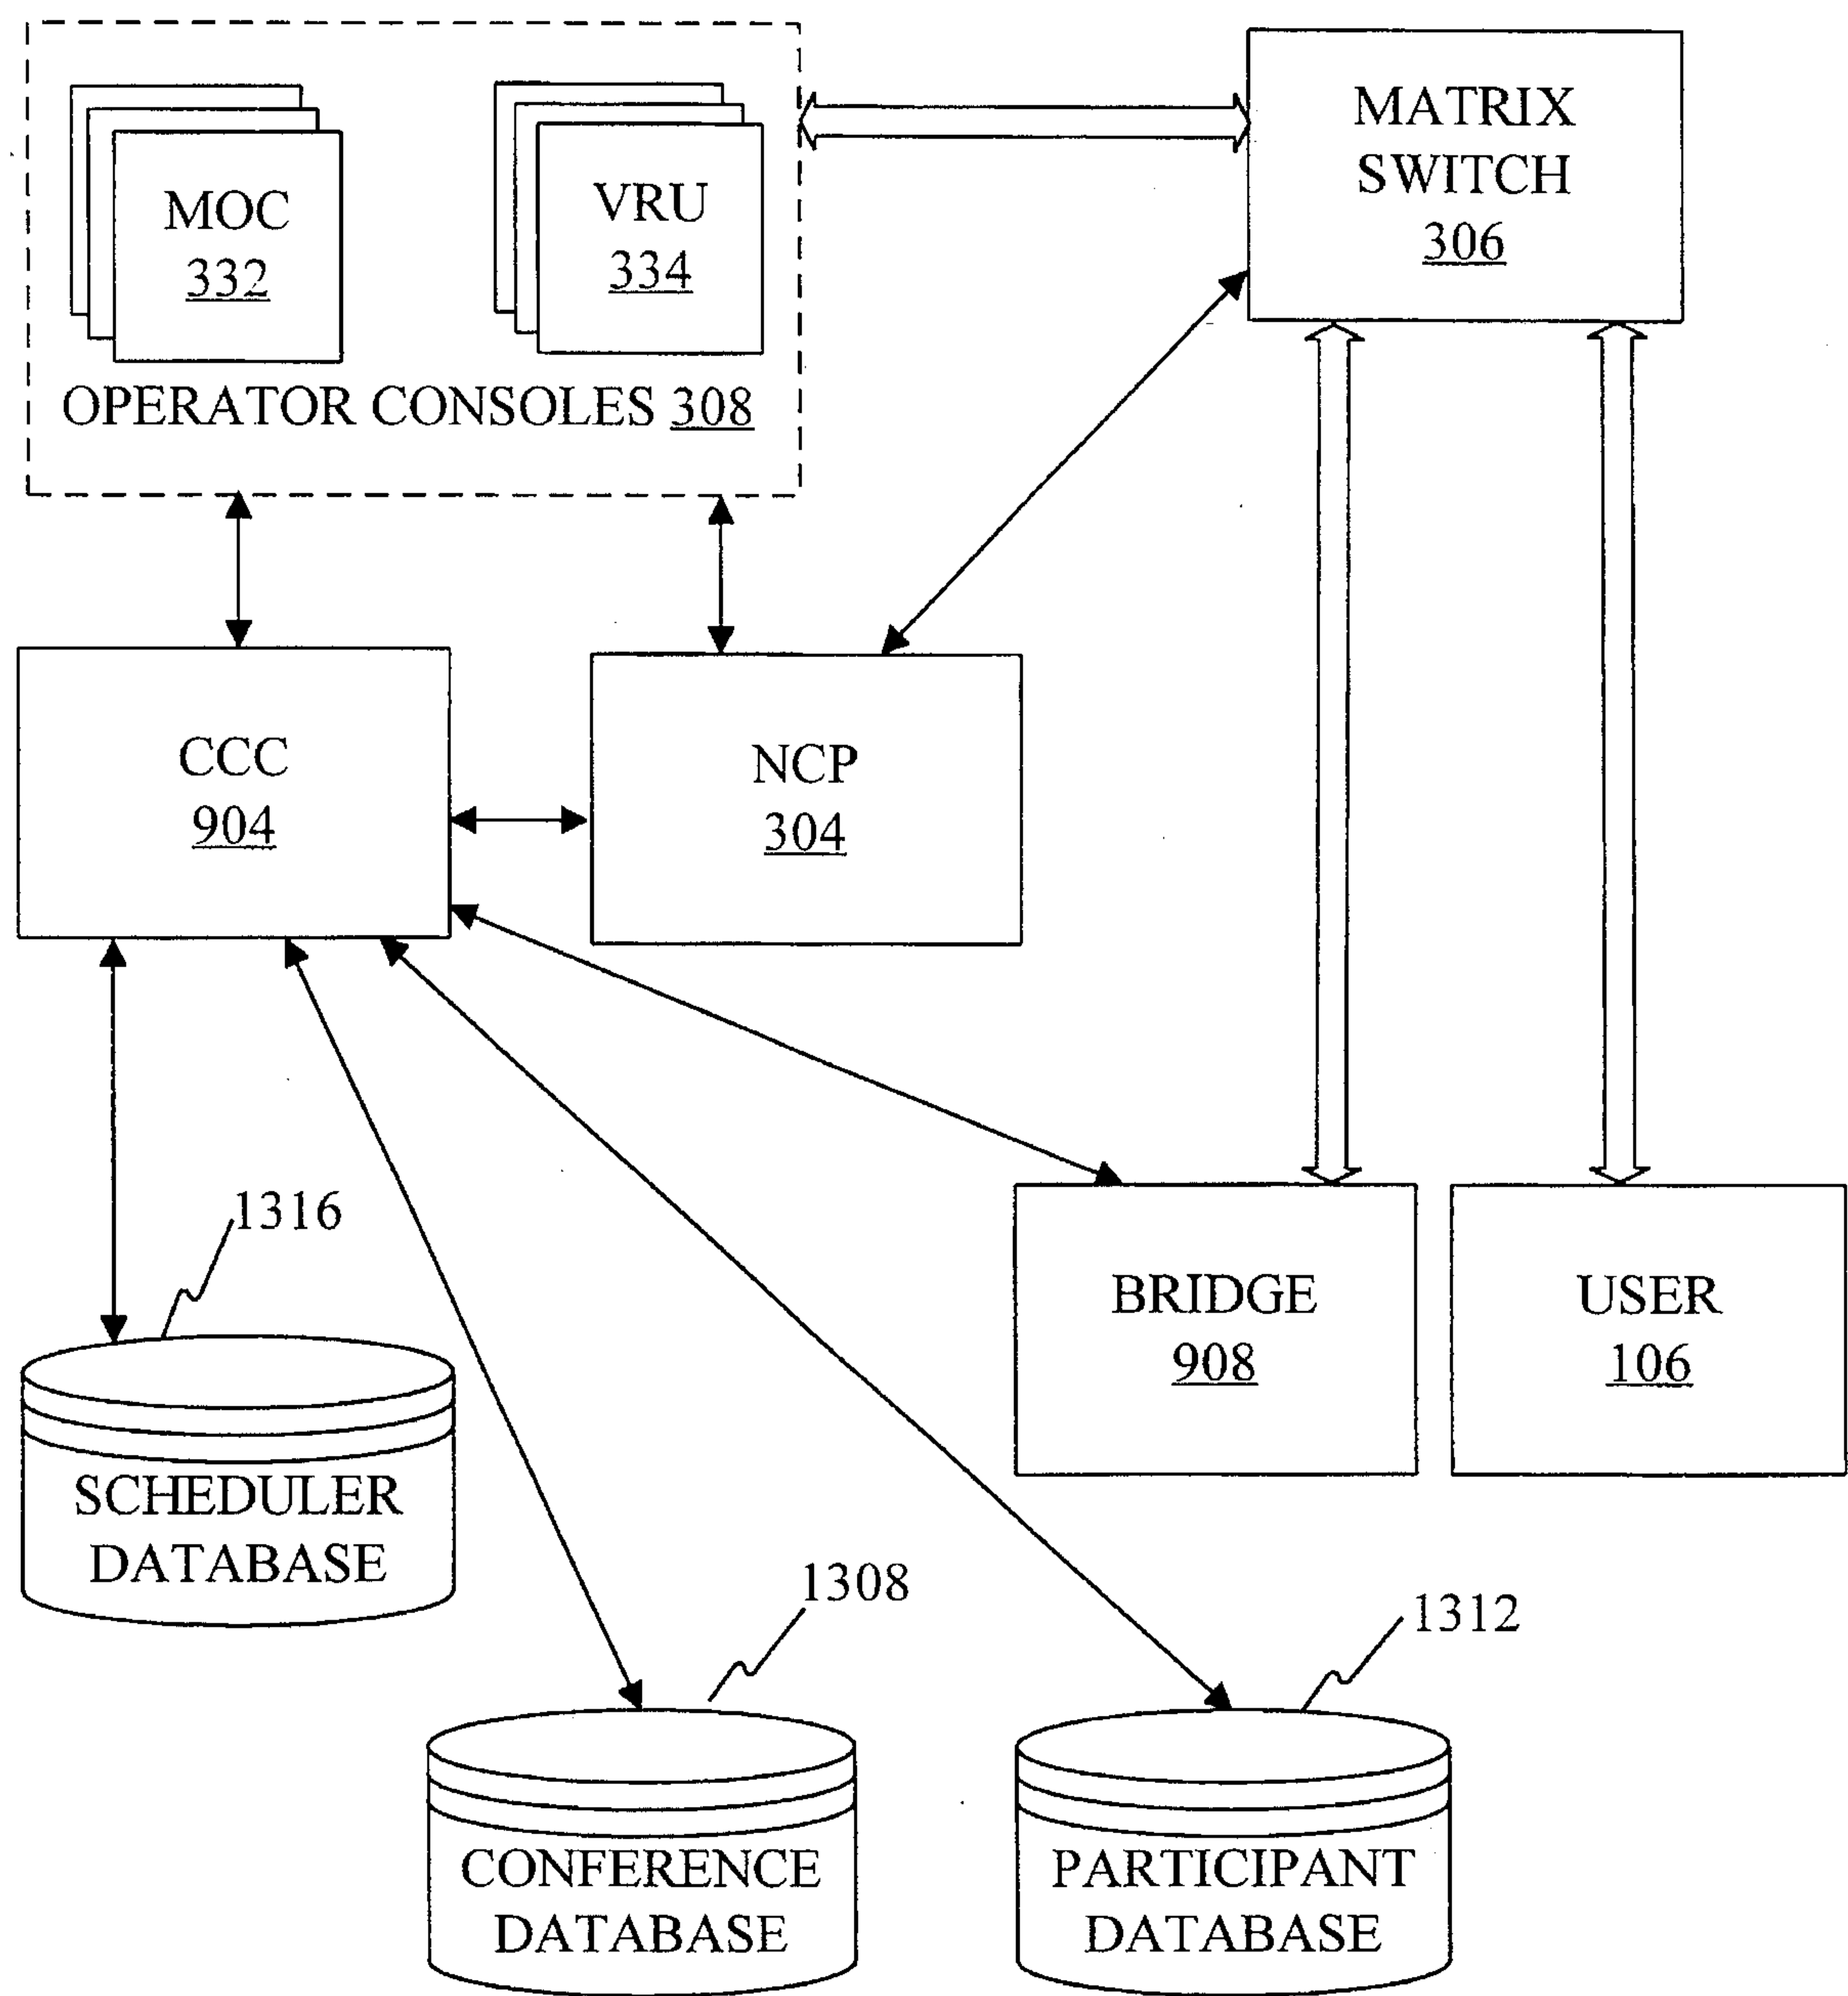 MOC
332
VRU
334
OPERATOR CONSOLES 308
MATRIX
SWITCH
306
CCC
904
NCP
304
1316
BRIDGE
908
USER
106
SCHEDULER
DATABASE
1308
1312
CONFERENCE
DATABASE
PARTICIPANT
DATABASE